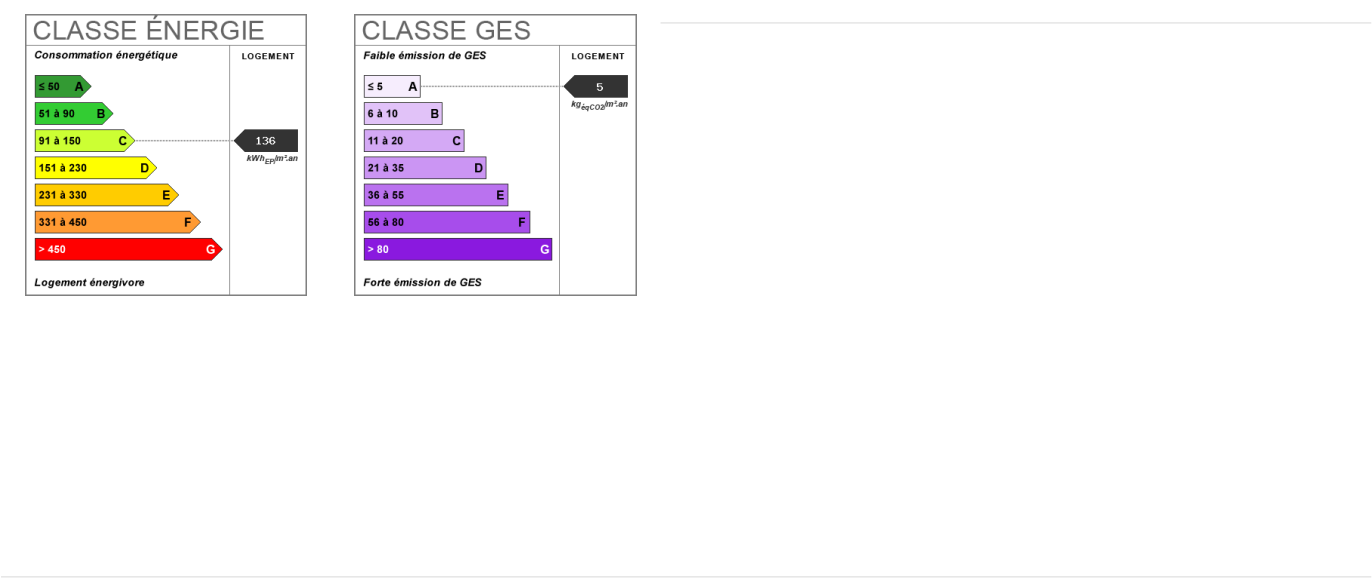 CLASSE ÉNERGIE
Consommation énergétique
LOGEMENT
≤ 50 A
51 à 90 B
91 à 150 C
136
kWhEP/m².an
151 à 230 D
231 à 330 E
331 à 450 F
> 450 G
Logement énergivore
CLASSE GES
Faible émission de GES
LOGEMENT
≤ 5 A
5
kgéqCO2/m².an
6 à 10 B
11 à 20 C
21 à 35 D
36 à 55 E
56 à 80 F
> 80 G
Forte émission de GES